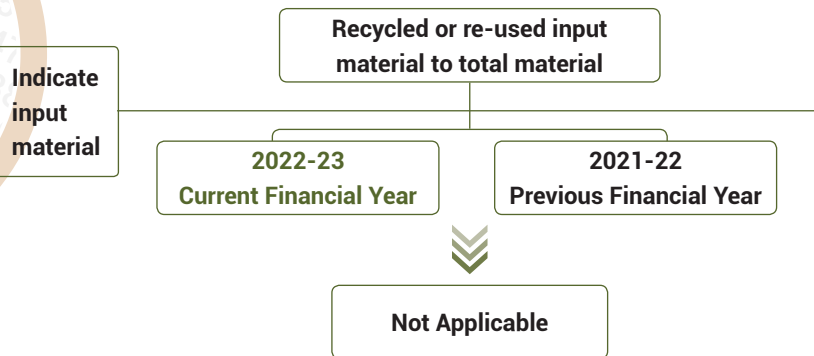 Recycled or re-used input
material to total material
Indicate
input
material
2022-23
Current Financial Year
2021-22
Previous Financial Year
Not Applicable